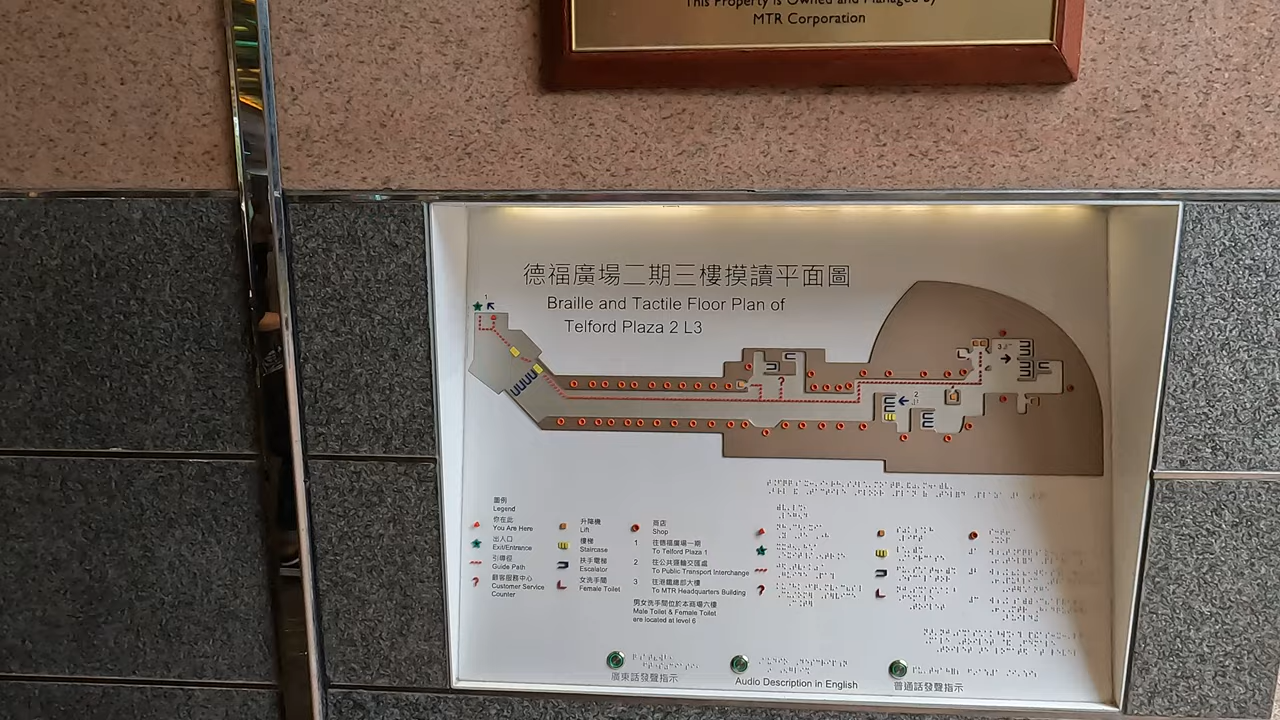 This Property is Owned and Managed by
MTR Corporation
德福廣場二期三樓摸讀平面圖
Braille and Tactile Floor Plan of
Telford Plaza 2 L3
1
2
3
圖例
Legend
你在此
You Are Here
出入口
Exit/Entrance
引導徑
Guide Path
顧客服務中心
Customer Service
Counter
升降機
Lift
樓梯
Staircase
扶手電梯
Escalator
女洗手間
Female Toilet
商店
Shop
1 往德福廣場一期
To Telford Plaza 1
2 往公共運輸交匯處
To Public Transport Interchange
3 往港鐵總部大樓
To MTR Headquarters Building
男女洗手間位於本商場六樓
Male Toilet & Female Toilet
are located at level 6
廣東話發聲指示
Audio Description in English
普通話發聲指示